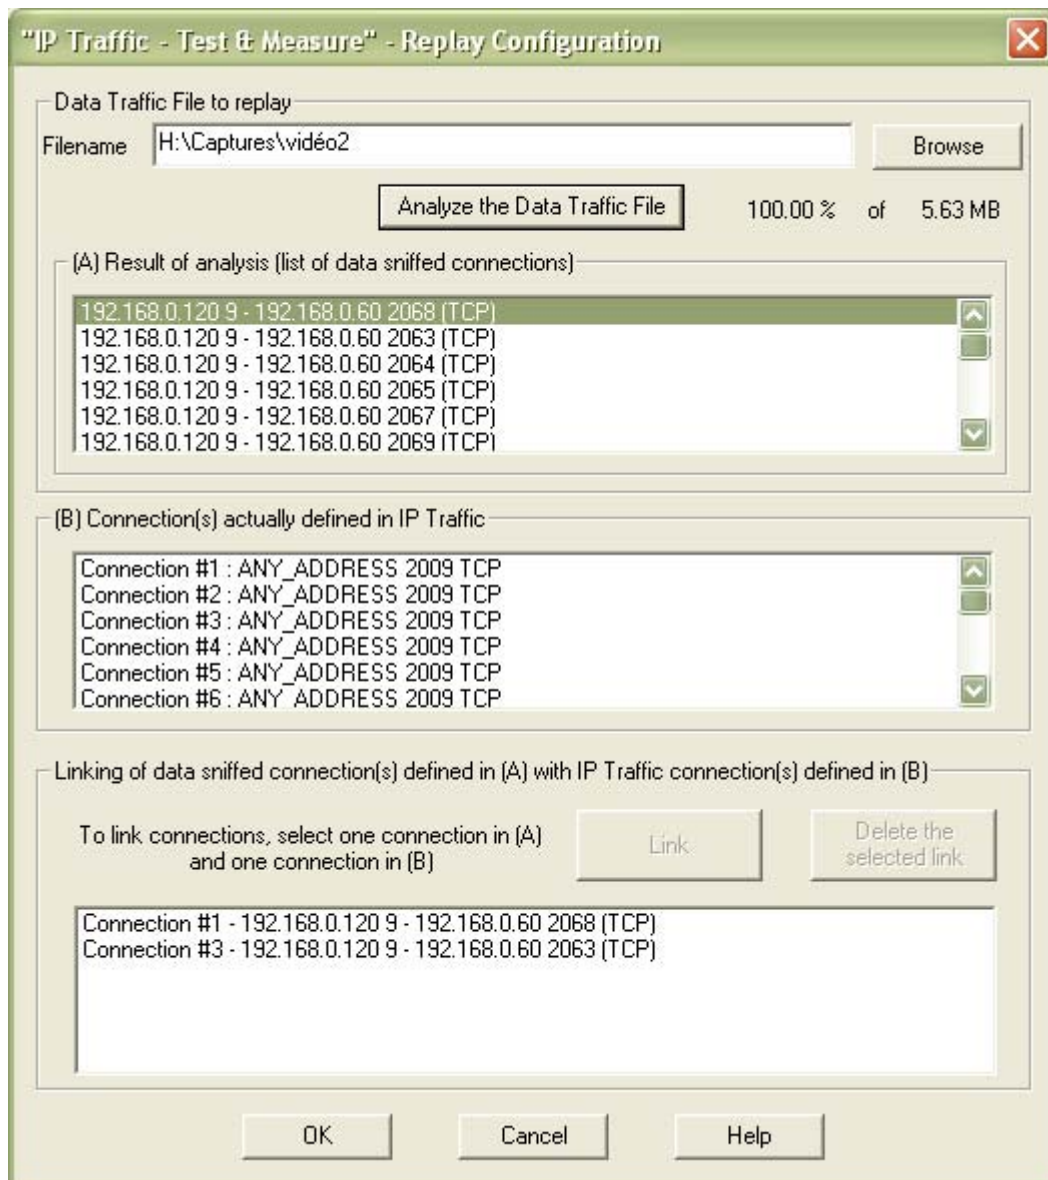 "IP Traffic - Test & Measure" - Replay Configuration
Data Traffic File to replay
Filename H:\Captures\vidéo2 Browse
Analyze the Data Traffic File 100.00 % of 5.63 MB
(A) Result of analysis (list of data sniffed connections)
192.168.0.120 9 - 192.168.0.60 2068 (TCP)
192.168.0.120 9 - 192.168.0.60 2063 (TCP)
192.168.0.120 9 - 192.168.0.60 2064 (TCP)
192.168.0.120 9 - 192.168.0.60 2065 (TCP)
192.168.0.120 9 - 192.168.0.60 2067 (TCP)
192.168.0.120 9 - 192.168.0.60 2069 (TCP)
(B) Connection(s) actually defined in IP Traffic
Connection #1 : ANY_ADDRESS 2009 TCP
Connection #2 : ANY_ADDRESS 2009 TCP
Connection #3 : ANY_ADDRESS 2009 TCP
Connection #4 : ANY_ADDRESS 2009 TCP
Connection #5 : ANY_ADDRESS 2009 TCP
Connection #6 : ANY_ADDRESS 2009 TCP
Linking of data sniffed connection(s) defined in (A) with IP Traffic connection(s) defined in (B)
To link connections, select one connection in (A)
and one connection in (B)
Link
Delete the
selected link
Connection #1 - 192.168.0.120 9 - 192.168.0.60 2068 (TCP)
Connection #3 - 192.168.0.120 9 - 192.168.0.60 2063 (TCP)
OK Cancel Help